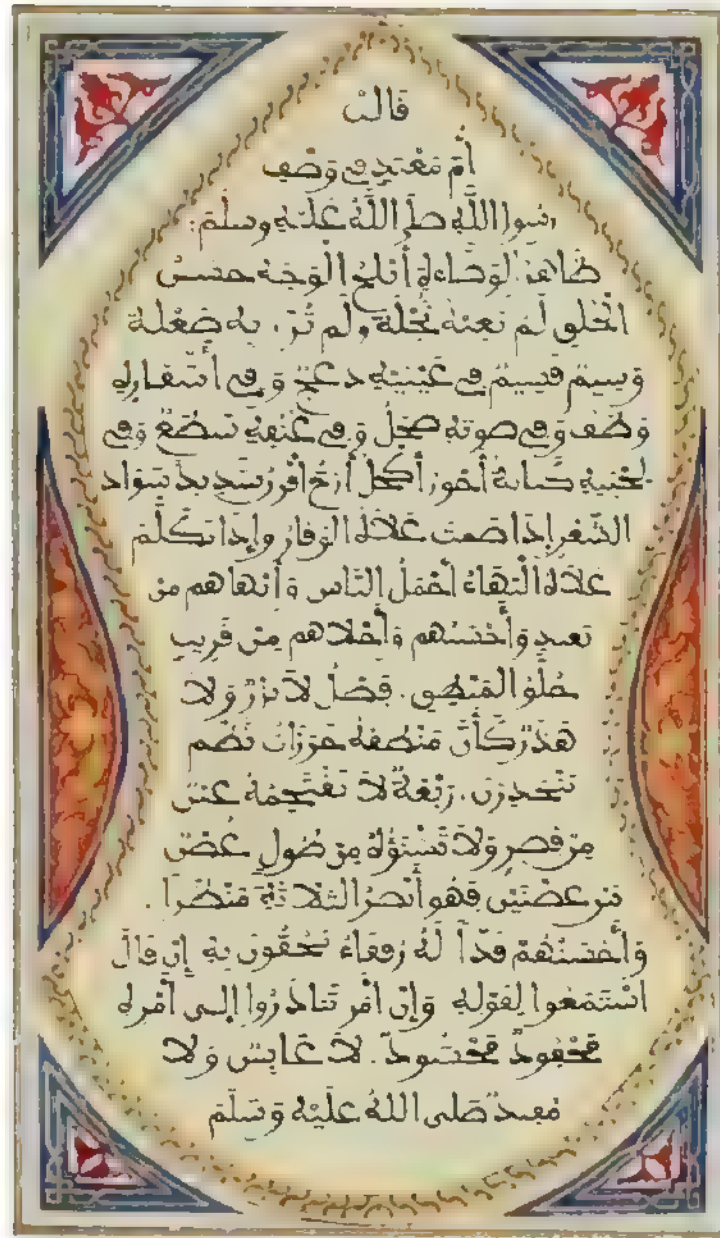 قالت
أم معبد في وصف
رسول الله صلى الله عليه وسلم:
ظاهر الوضاءة أبلج الوجه حسن
الخلق لم تعبه نحلة ولم تزر به صعلة
وسيم قسيم في عينيه دعج وفي أشفاره
وطف وفي صوته صحل وفي عنقه سطع وفي
لحيته كثاثة أحور أكحل أزج أقرن شديد سواد
الشعر إذا صمت علاه الوقار وإذا تكلم
علاه البهاء أجمل الناس وأبهاهم من
بعيد وأحسنهم وأحلاهم من قريب
حلو المنطق. فصل لا نزر ولا
هذر كأن منطقه خرزات نظم
يتحدرن. ربعة لا تقتحمه عين
من قصر ولا تشنؤه من طول غصن
بين غصنين فهو أنضر الثلاثة منظرا.
وأحسنهم قدا له رفقاء يحفون به إن قال
استمعوا لقوله وإن أمر تبادروا إلى أمره
محفود محشود. لا عابس ولا
مفند صلى الله عليه وسلم